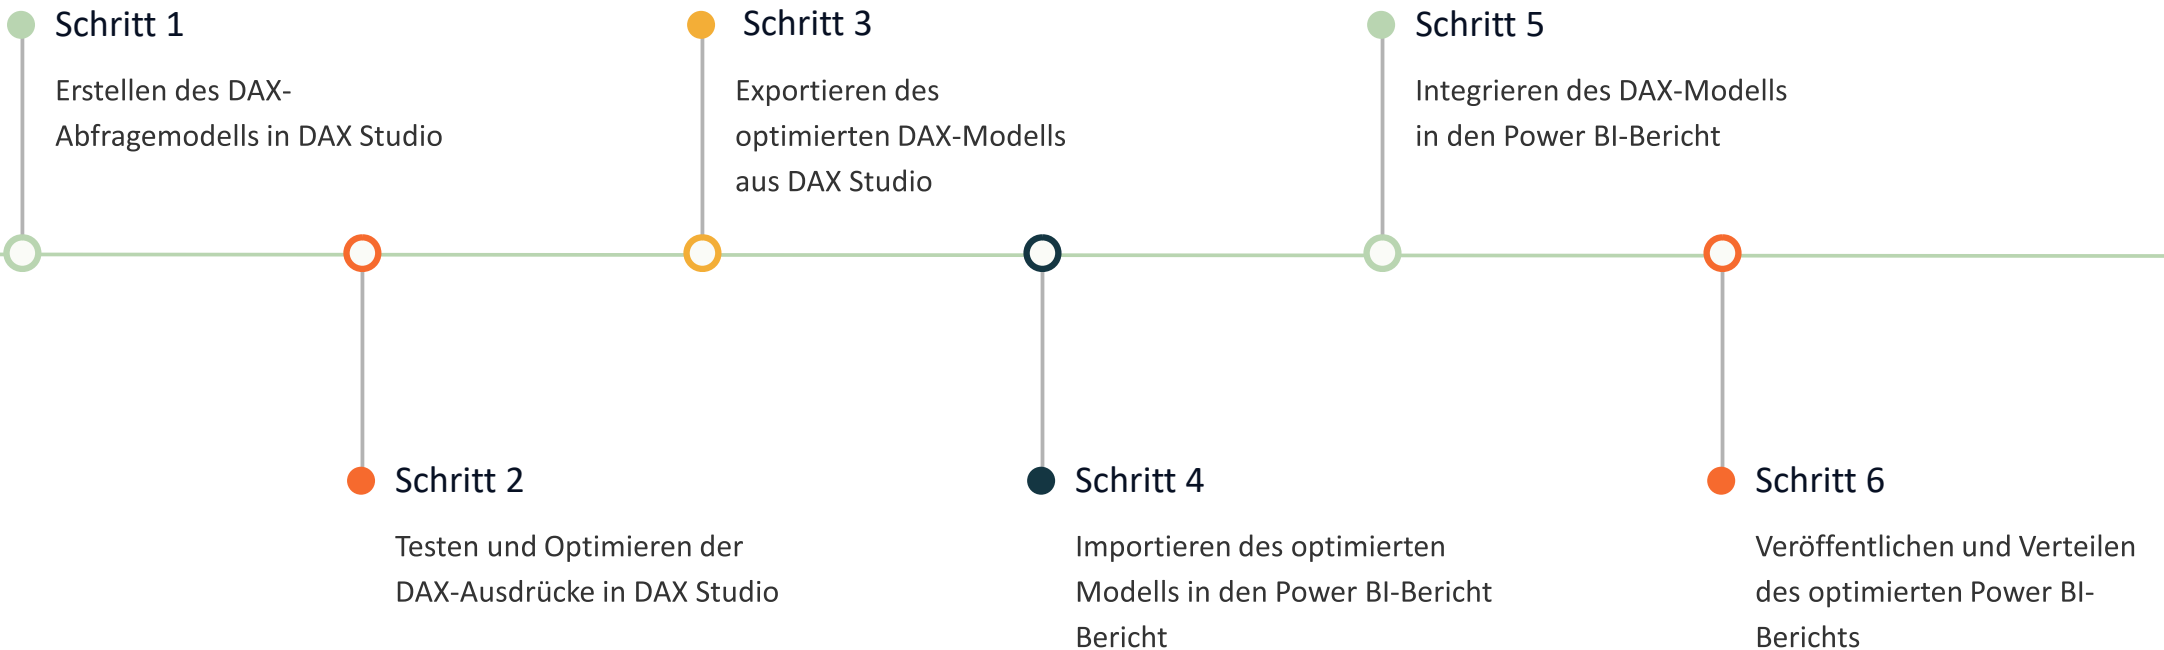 Schritt 1
Erstellen des DAX-
Abfragemodells in DAX Studio
Schritt 2
Testen und Optimieren der
DAX-Ausdrücke in DAX Studio
Schritt 3
Exportieren des
optimierten DAX-Modells
aus DAX Studio
Schritt 4
Importieren des optimierten
Modells in den Power BI-Bericht
Bericht
Schritt 5
Integrieren des DAX-Modells
in den Power BI-Bericht
Schritt 6
Veröffentlichen und Verteilen
des optimierten Power BI-
Berichts